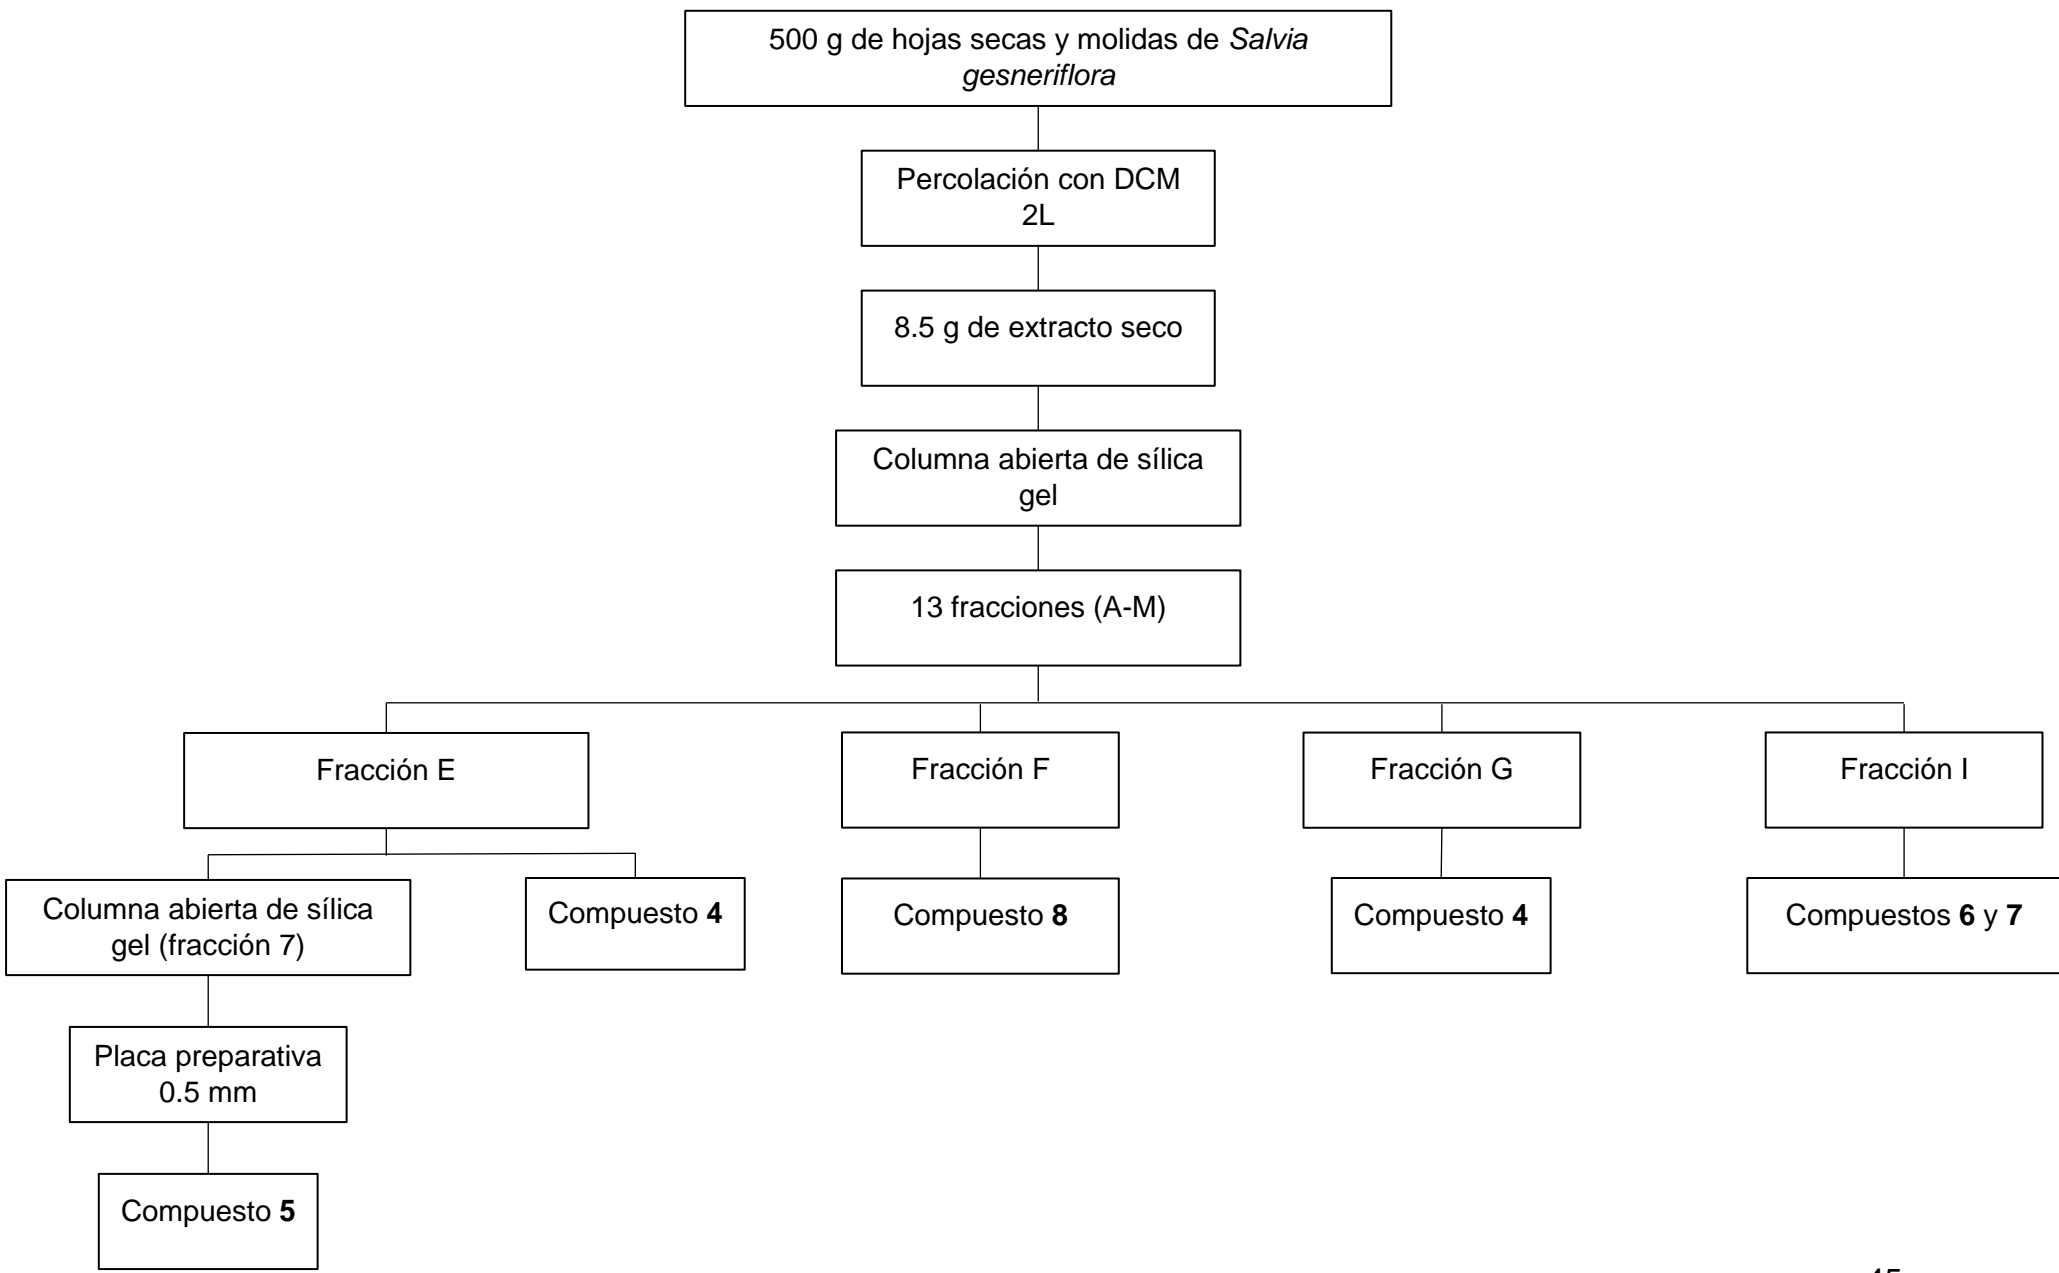 500 g de hojas secas y molidas de Salvia
gesneriflora
Percolación con DCM
2L
8.5 g de extracto seco
Columna abierta de sílica
gel
13 fracciones (A-M)
Fracción E
Fracción F
Fracción G
Fracción I
Columna abierta de sílica
gel (fracción 7)
Compuesto 4
Compuesto 8
Compuesto 4
Compuestos 6 y 7
Placa preparativa
0.5 mm
Compuesto 5